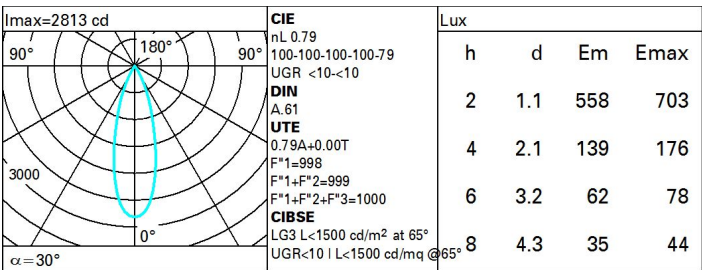 Imax=2813 cd
90°
180°
90°
3000
0°
α=30°
CIE
nL 0.79
100-100-100-100-79
UGR <10-<10
DIN
A.61
UTE
0.79A+0.00T
F"1=998
F"1+F"2=999
F"1+F"2+F"3=1000
CIBSE
LG3 L<1500 cd/m² at 65°
UGR<10 | L<1500 cd/mq @65°
Lux
h d Em Emax
2 1.1 558 703
4 2.1 139 176
6 3.2 62 78
8 4.3 35 44